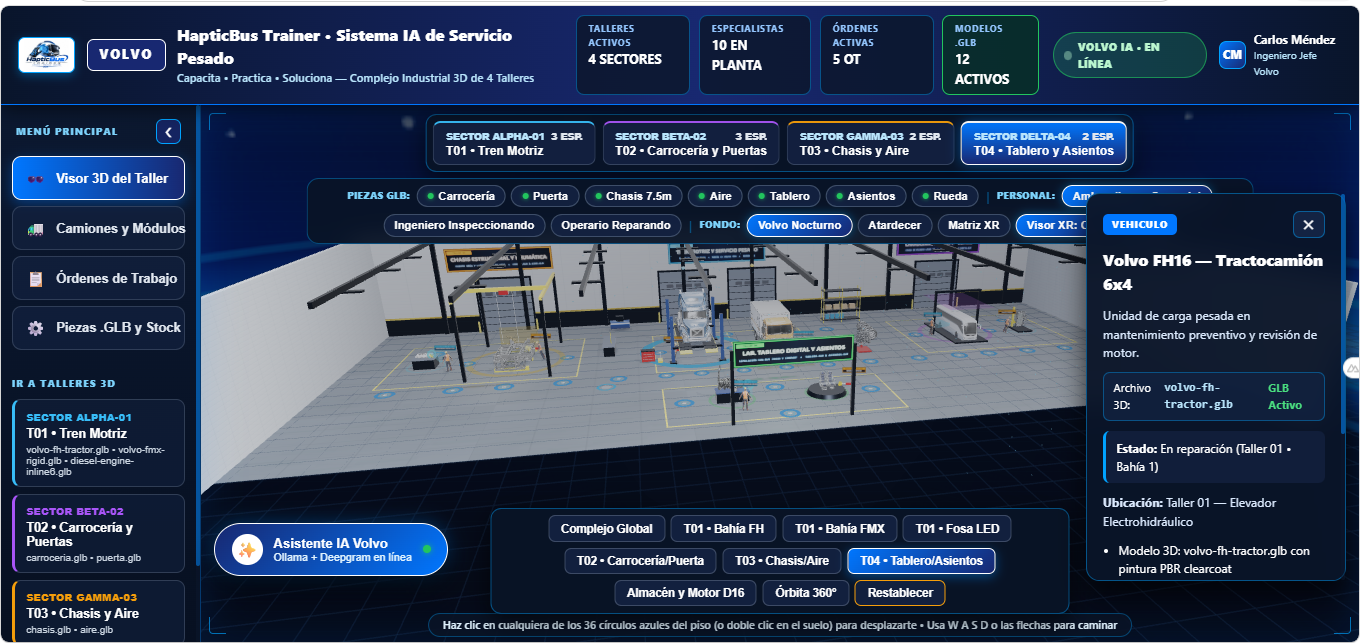 HapticBus
VOLVO
HapticBus Trainer • Sistema IA de Servicio
Pesado
Capacita • Practica • Soluciona — Complejo Industrial 3D de 4 Talleres
TALLERES
ACTIVOS
4 SECTORES
ESPECIALISTAS
10 EN
PLANTA
ÓRDENES
ACTIVAS
5 OT
MODELOS
.GLB
12
ACTIVOS
VOLVO IA • EN
LÍNEA
CM
Carlos Méndez
Ingeniero Jefe
Volvo
MENÚ PRINCIPAL
Visor 3D del Taller
Camiones y Módulos
Órdenes de Trabajo
Piezas .GLB y Stock
IR A TALLERES 3D
SECTOR ALPHA-01
T01 • Tren Motriz
volvo-fh-tractor.glb • volvo-fmx-
rigid.glb • diesel-engine-
inline6.glb
SECTOR BETA-02
T02 • Carrocería y
Puertas
carroceria.glb • puerta.glb
SECTOR GAMMA-03
T03 • Chasis y Aire
chasis.glb • aire.glb
SECTOR ALPHA-01 3 ESP.
T01 • Tren Motriz
SECTOR BETA-02 3 ESP.
T02 • Carrocería y Puertas
SECTOR GAMMA-03 2 ESP.
T03 • Chasis y Aire
SECTOR DELTA-04 2 ESP.
T04 • Tablero y Asientos
PIEZAS GLB: Carrocería Puerta Chasis 7.5m Aire Tablero Asientos Rueda PERSONAL:
Ingeniero Inspeccionando Operario Reparando FONDO: Volvo Nocturno Atardecer Matriz XR Visor XR:
LAB. TABLERO DIGITAL Y ASIENTOS
VEHICULO
Volvo FH16 — Tractocamión
6x4
Unidad de carga pesada en
mantenimiento preventivo y revisión de
motor.
Archivo
3D:
volvo-fh-
tractor.glb
GLB
Activo
Estado: En reparación (Taller 01 •
Bahía 1)
Ubicación: Taller 01 — Elevador
Electrohidráulico
• Modelo 3D: volvo-fh-tractor.glb con
pintura PBR clearcoat
Asistente IA Volvo
Ollama + Deepgram en línea
Complejo Global T01 • Bahía FH T01 • Bahía FMX T01 • Fosa LED
T02 • Carrocería/Puerta T03 • Chasis/Aire T04 • Tablero/Asientos
Almacén y Motor D16 Órbita 360° Restablecer
Haz clic en cualquiera de los 36 círculos azules del piso (o doble clic en el suelo) para desplazarte • Usa W A S D o las flechas para caminar